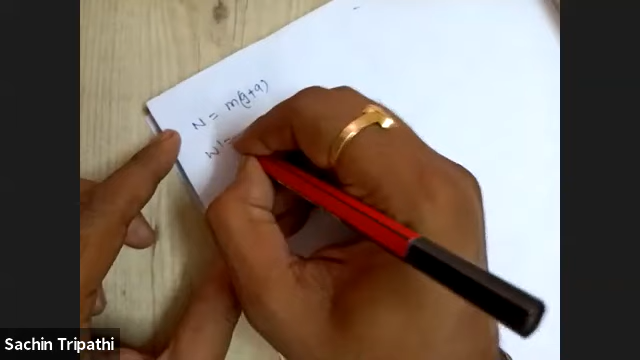 N = m(g+a)
W' =
Sachin Tripathi